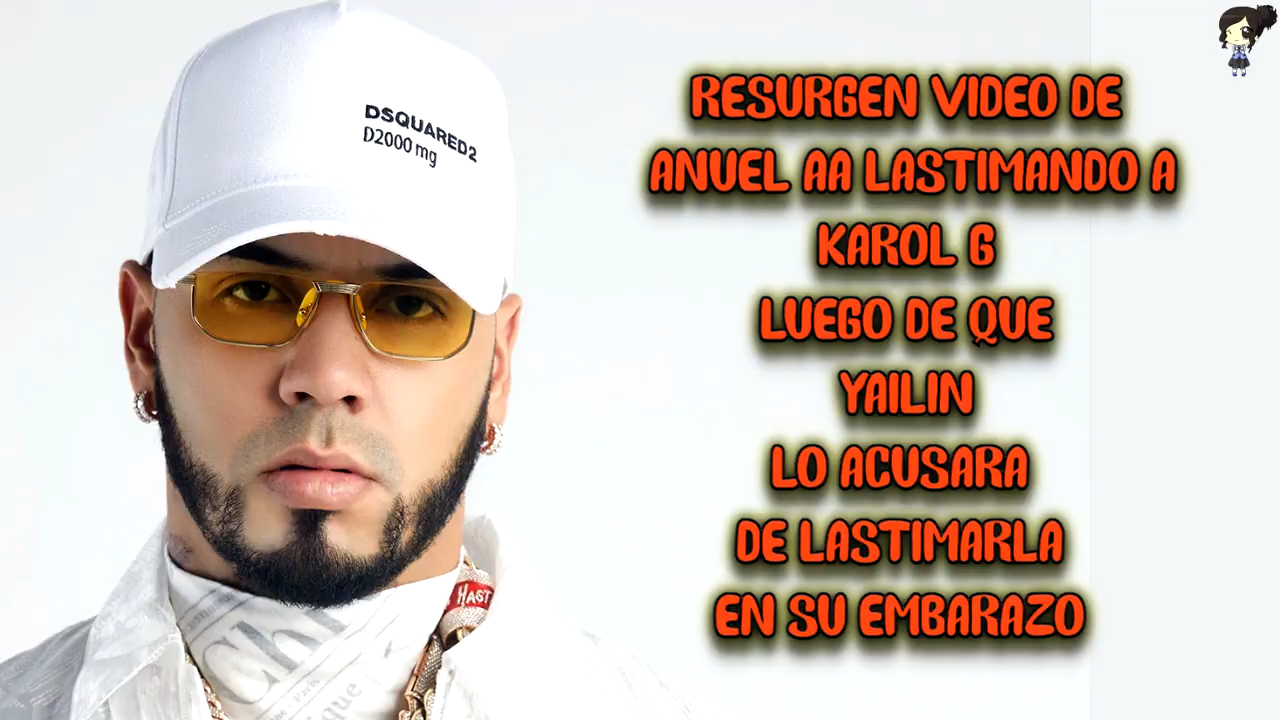 DSQUARED2
D2000 mg
RESURGEN VIDEO DE
ANUEL AA LASTIMANDO A
KAROL G
LUEGO DE QUE
YAILIN
LO ACUSARA
DE LASTIMARLA
EN SU EMBARAZO
HAST